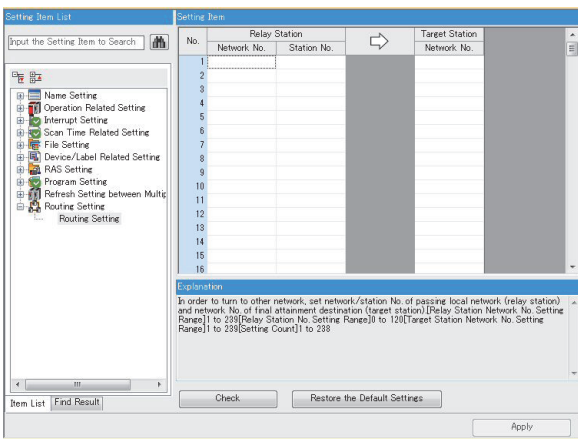 Setting Item List
Input the Setting Item to Search
Name Setting
Operation Related Setting
Interrupt Setting
Scan Time Related Setting
File Setting
Device/Label Related Setting
RAS Setting
Program Setting
Refresh Setting between Multip
Routing Setting
Routing Setting
Item List
Find Result
Setting Item
No.
Relay Station
Target Station
Network No.
Station No.
Network No.
1
2
3
4
5
6
7
8
9
10
11
12
13
14
15
16
Explanation
In order to turn to other network, set network/station No. of passing local network (relay station)
and network No. of final attainment destination (target station).[Relay Station Network No. Setting
Range]1 to 239[Relay Station No. Setting Range]0 to 120[Target Station Network No. Setting
Range]1 to 239[Setting Count]1 to 238
Check
Restore the Default Settings
Apply